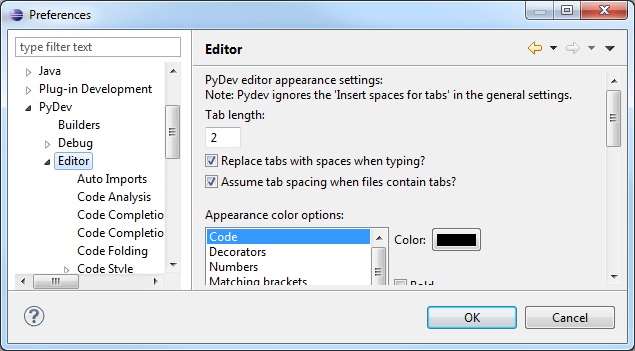 Preferences
type filter text
Java
Plug-in Development
PyDev
Builders
Debug
Editor
Auto Imports
Code Analysis
Code Completio
Code Completio
Code Folding
Code Style
Editor
PyDev editor appearance settings:
Note: Pydev ignores the 'Insert spaces for tabs' in the general settings.
Tab length:
2
Replace tabs with spaces when typing?
Assume tab spacing when files contain tabs?
Appearance color options:
Code
Decorators
Numbers
Matching brackets
Color:
Bold
?
OK
Cancel